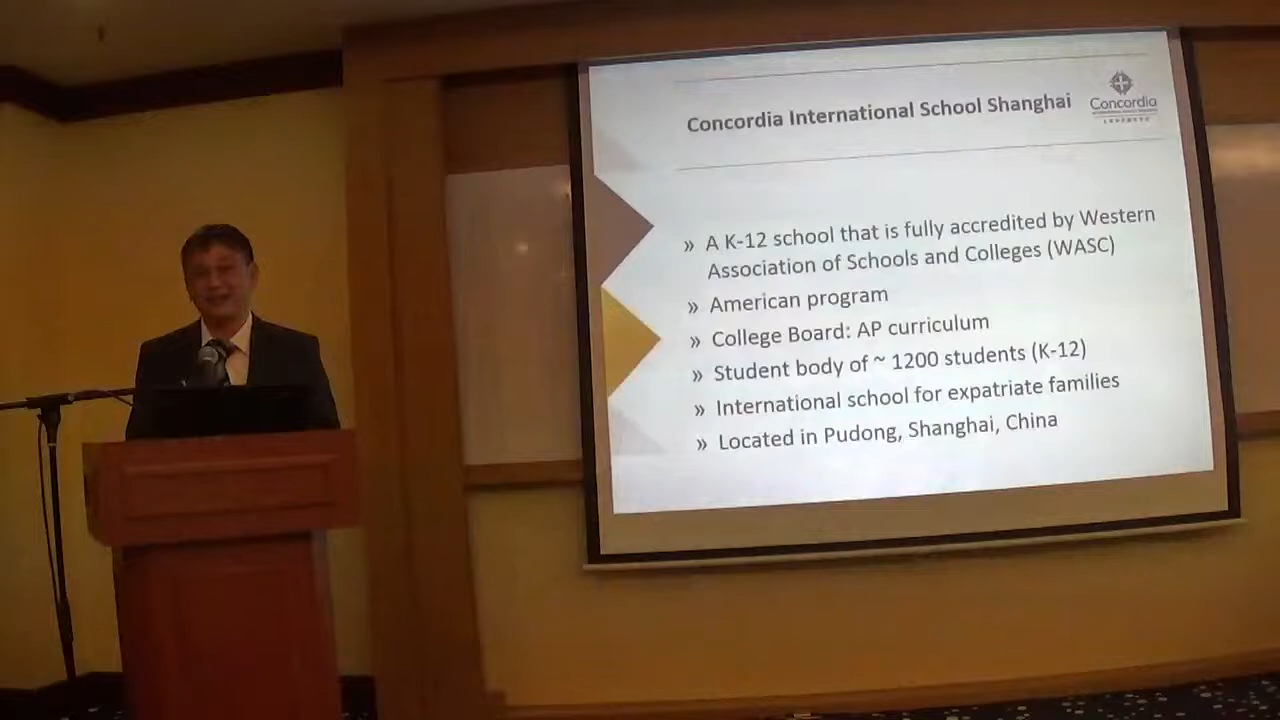 Concordia International School Shanghai
Concordia
» A K-12 school that is fully accredited by Western
Association of Schools and Colleges (WASC)
» American program
» College Board: AP curriculum
» Student body of ~ 1200 students (K-12)
» International school for expatriate families
» Located in Pudong, Shanghai, China